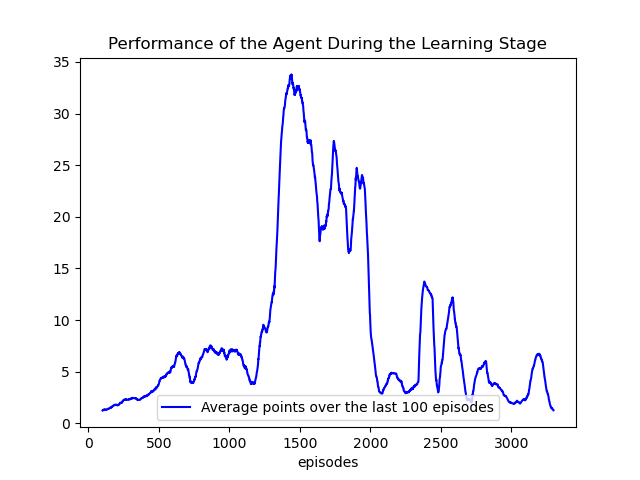 Performance of the Agent During the Learning Stage
35
30
25
20
15
10
5
0
Average points over the last 100 episodes
0 500 1000 1500 2000 2500 3000
episodes